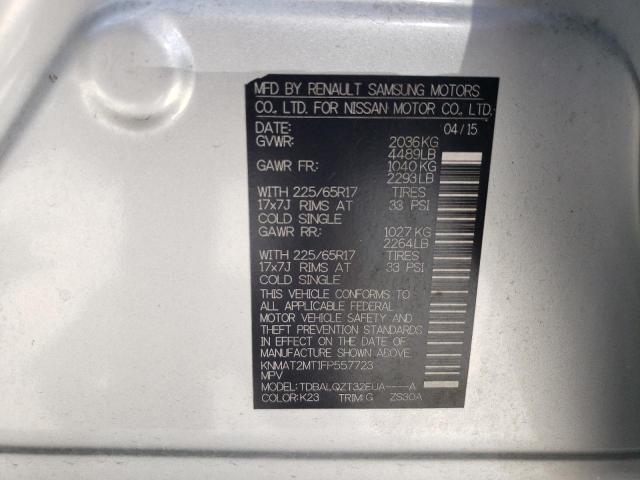 MFD BY RENAULT SAMSUNG MOTORS
CO., LTD. FOR NISSAN MOTOR CO., LTD.
DATE: 04/15
GVWR: 2036KG
4489LB
GAWR FR: 1040KG
2293LB
WITH 225/65R17 TIRES
17x7J RIMS AT 33 PSI
COLD SINGLE
GAWR RR: 1027KG
2264LB
WITH 225/65R17 TIRES
17x7J RIMS AT 33 PSI
COLD SINGLE
THIS VEHICLE CONFORMS TO
ALL APPLICABLE FEDERAL
MOTOR VEHICLE SAFETY AND
THEFT PREVENTION STANDARDS
IN EFFECT ON THE DATE OF
MANUFACTURE SHOWN ABOVE
KNMAT2MT1FP557723
MPV
MODEL: TDBALQZT32EUA----A
COLOR: K23 TRIM: G ZS30A